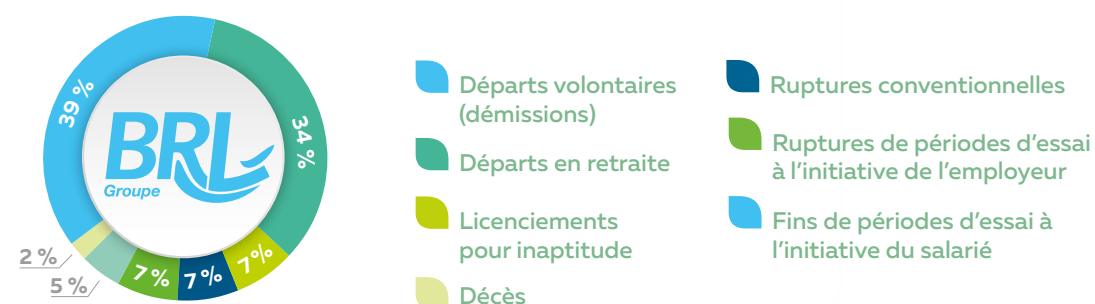 39 %
34 %
7%
7 %
7 %
5 %
2 %
BRL
Groupe
Départs volontaires
(démissions)
Départs en retraite
Licenciements
pour inaptitude
Décès
Ruptures conventionnelles
Ruptures de périodes d'essai
à l'initiative de l'employeur
Fins de périodes d'essai à
l'initiative du salarié